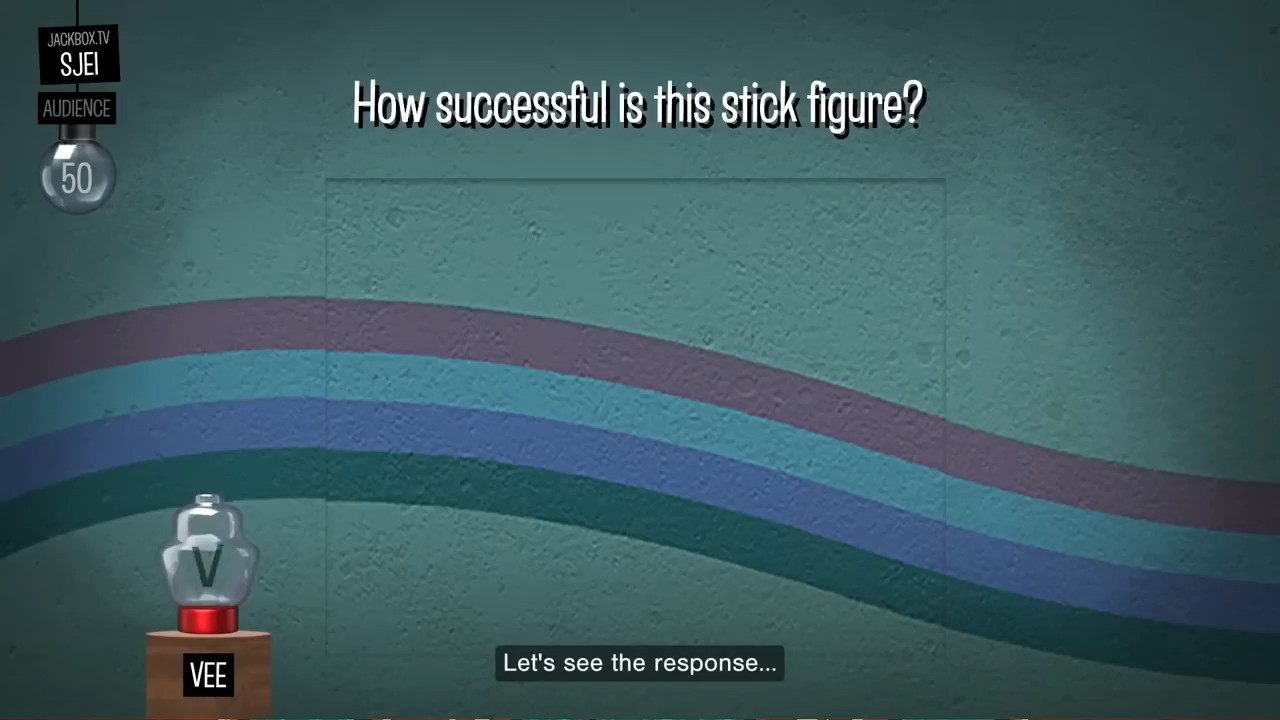 JACKBOX.TV
SJEI
AUDIENCE
50
How successful is this stick figure?
V
VEE
Let's see the response...